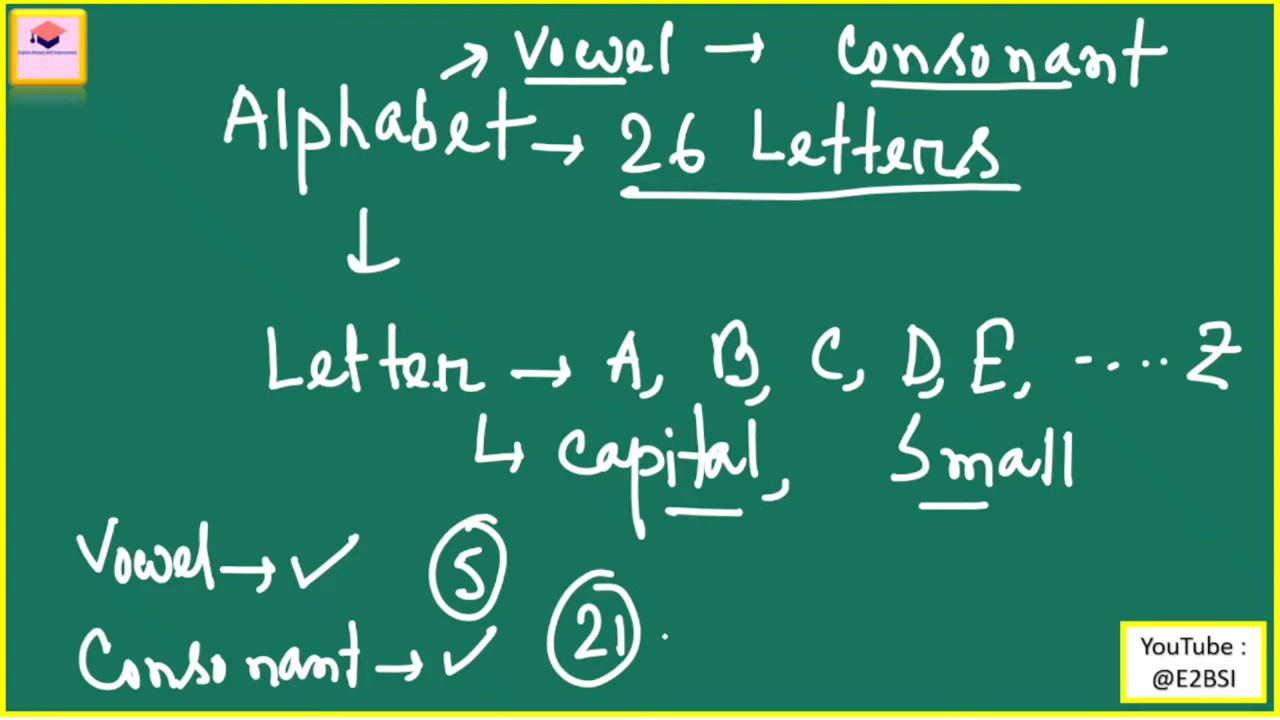 → Vowel → Consonant
Alphabet → 26 Letters
↓
Letter → A, B, C, D, E, -.... Z
↳ Capital, Small
Vowel → ✓ 5
Consonant → ✓ 21
YouTube :
@E2BSI